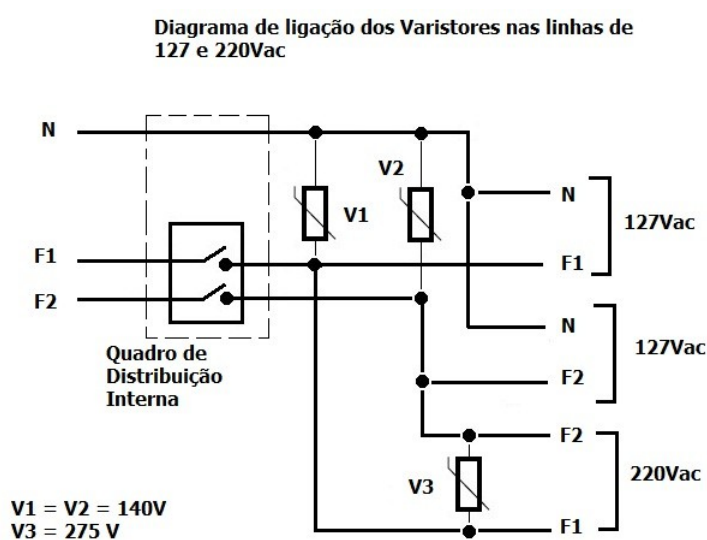 Diagrama de ligação dos Varistores nas linhas de
127 e 220Vac
N
V2
V1
N
127Vac
F1
F1
F2
N
127Vac
F2
Quadro de
Distribuição
Interna
F2
220Vac
V3
F1
V1 = V2 = 140V
V3 = 275 V